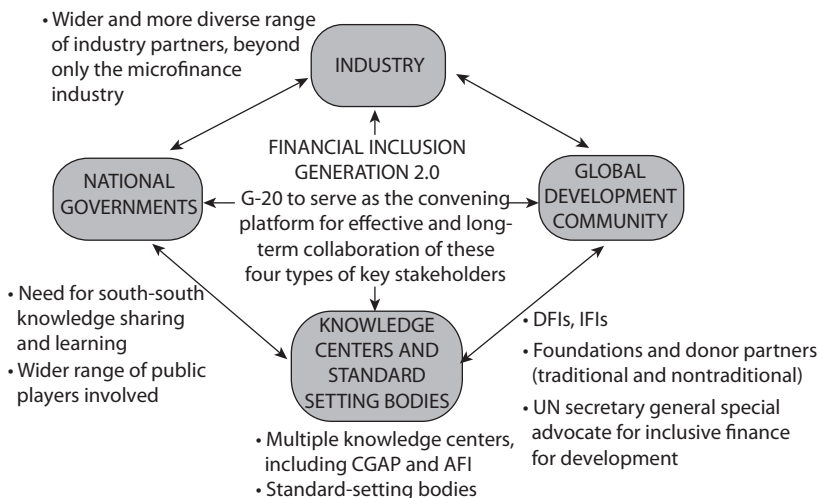 • Wider and more diverse range
of industry partners, beyond
only the microfinance
industry
INDUSTRY
FINANCIAL INCLUSION
GENERATION 2.0
G-20 to serve as the convening
platform for effective and long-
term collaboration of these
four types of key stakeholders
NATIONAL
GOVERNMENTS
GLOBAL
DEVELOPMENT
COMMUNITY
• Need for south-south
knowledge sharing
and learning
• Wider range of public
players involved
KNOWLEDGE
CENTERS AND
STANDARD
SETTING BODIES
• Multiple knowledge centers,
including CGAP and AFI
• Standard-setting bodies
• DFIs, IFIs
• Foundations and donor partners
(traditional and nontraditional)
• UN secretary general special
advocate for inclusive finance
for development